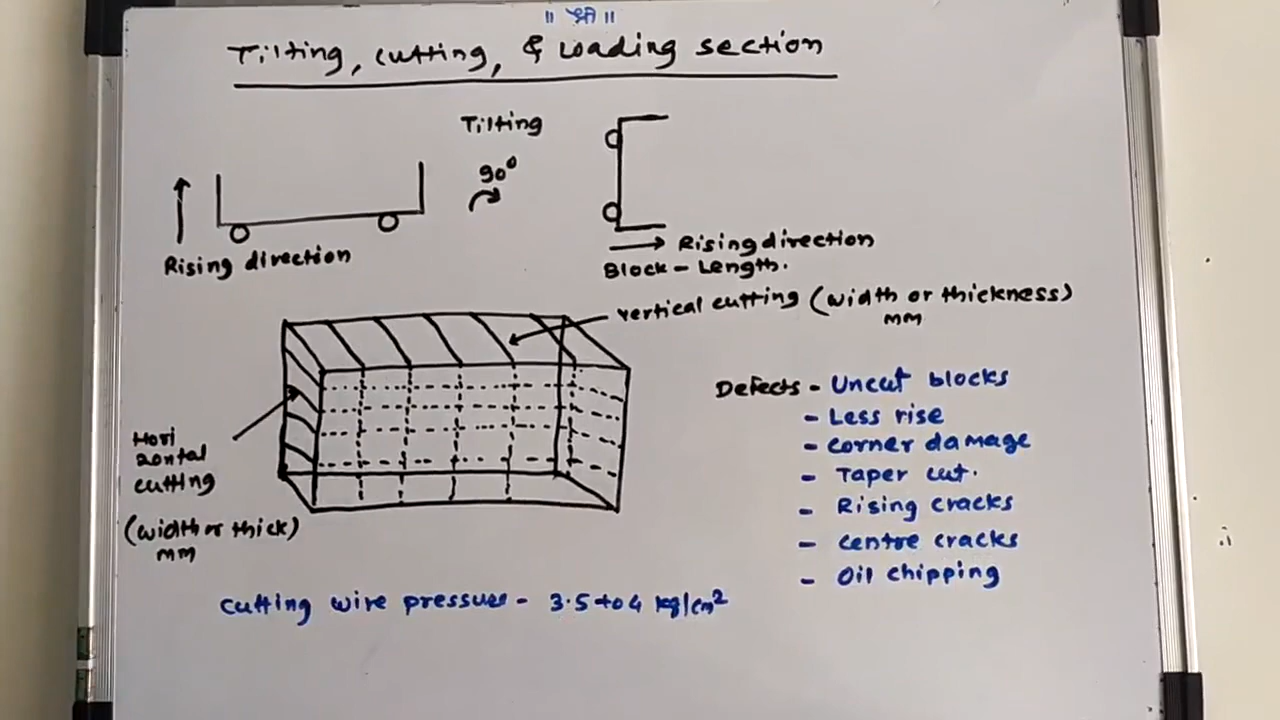 ॥ श्री ॥
Tilting, cutting, & Loading section
Tilting
90°
Rising direction
Rising direction
Block - Length.
vertical cutting (width or thickness)
mm
Hori
zontal
cutting
(width or thick)
mm
Defects - Uncut blocks
- Less rise
- corner damage
- Taper cut.
- Rising cracks
- centre cracks
- Oil chipping
cutting wire pressure - 3.5 to 4 kg/cm²